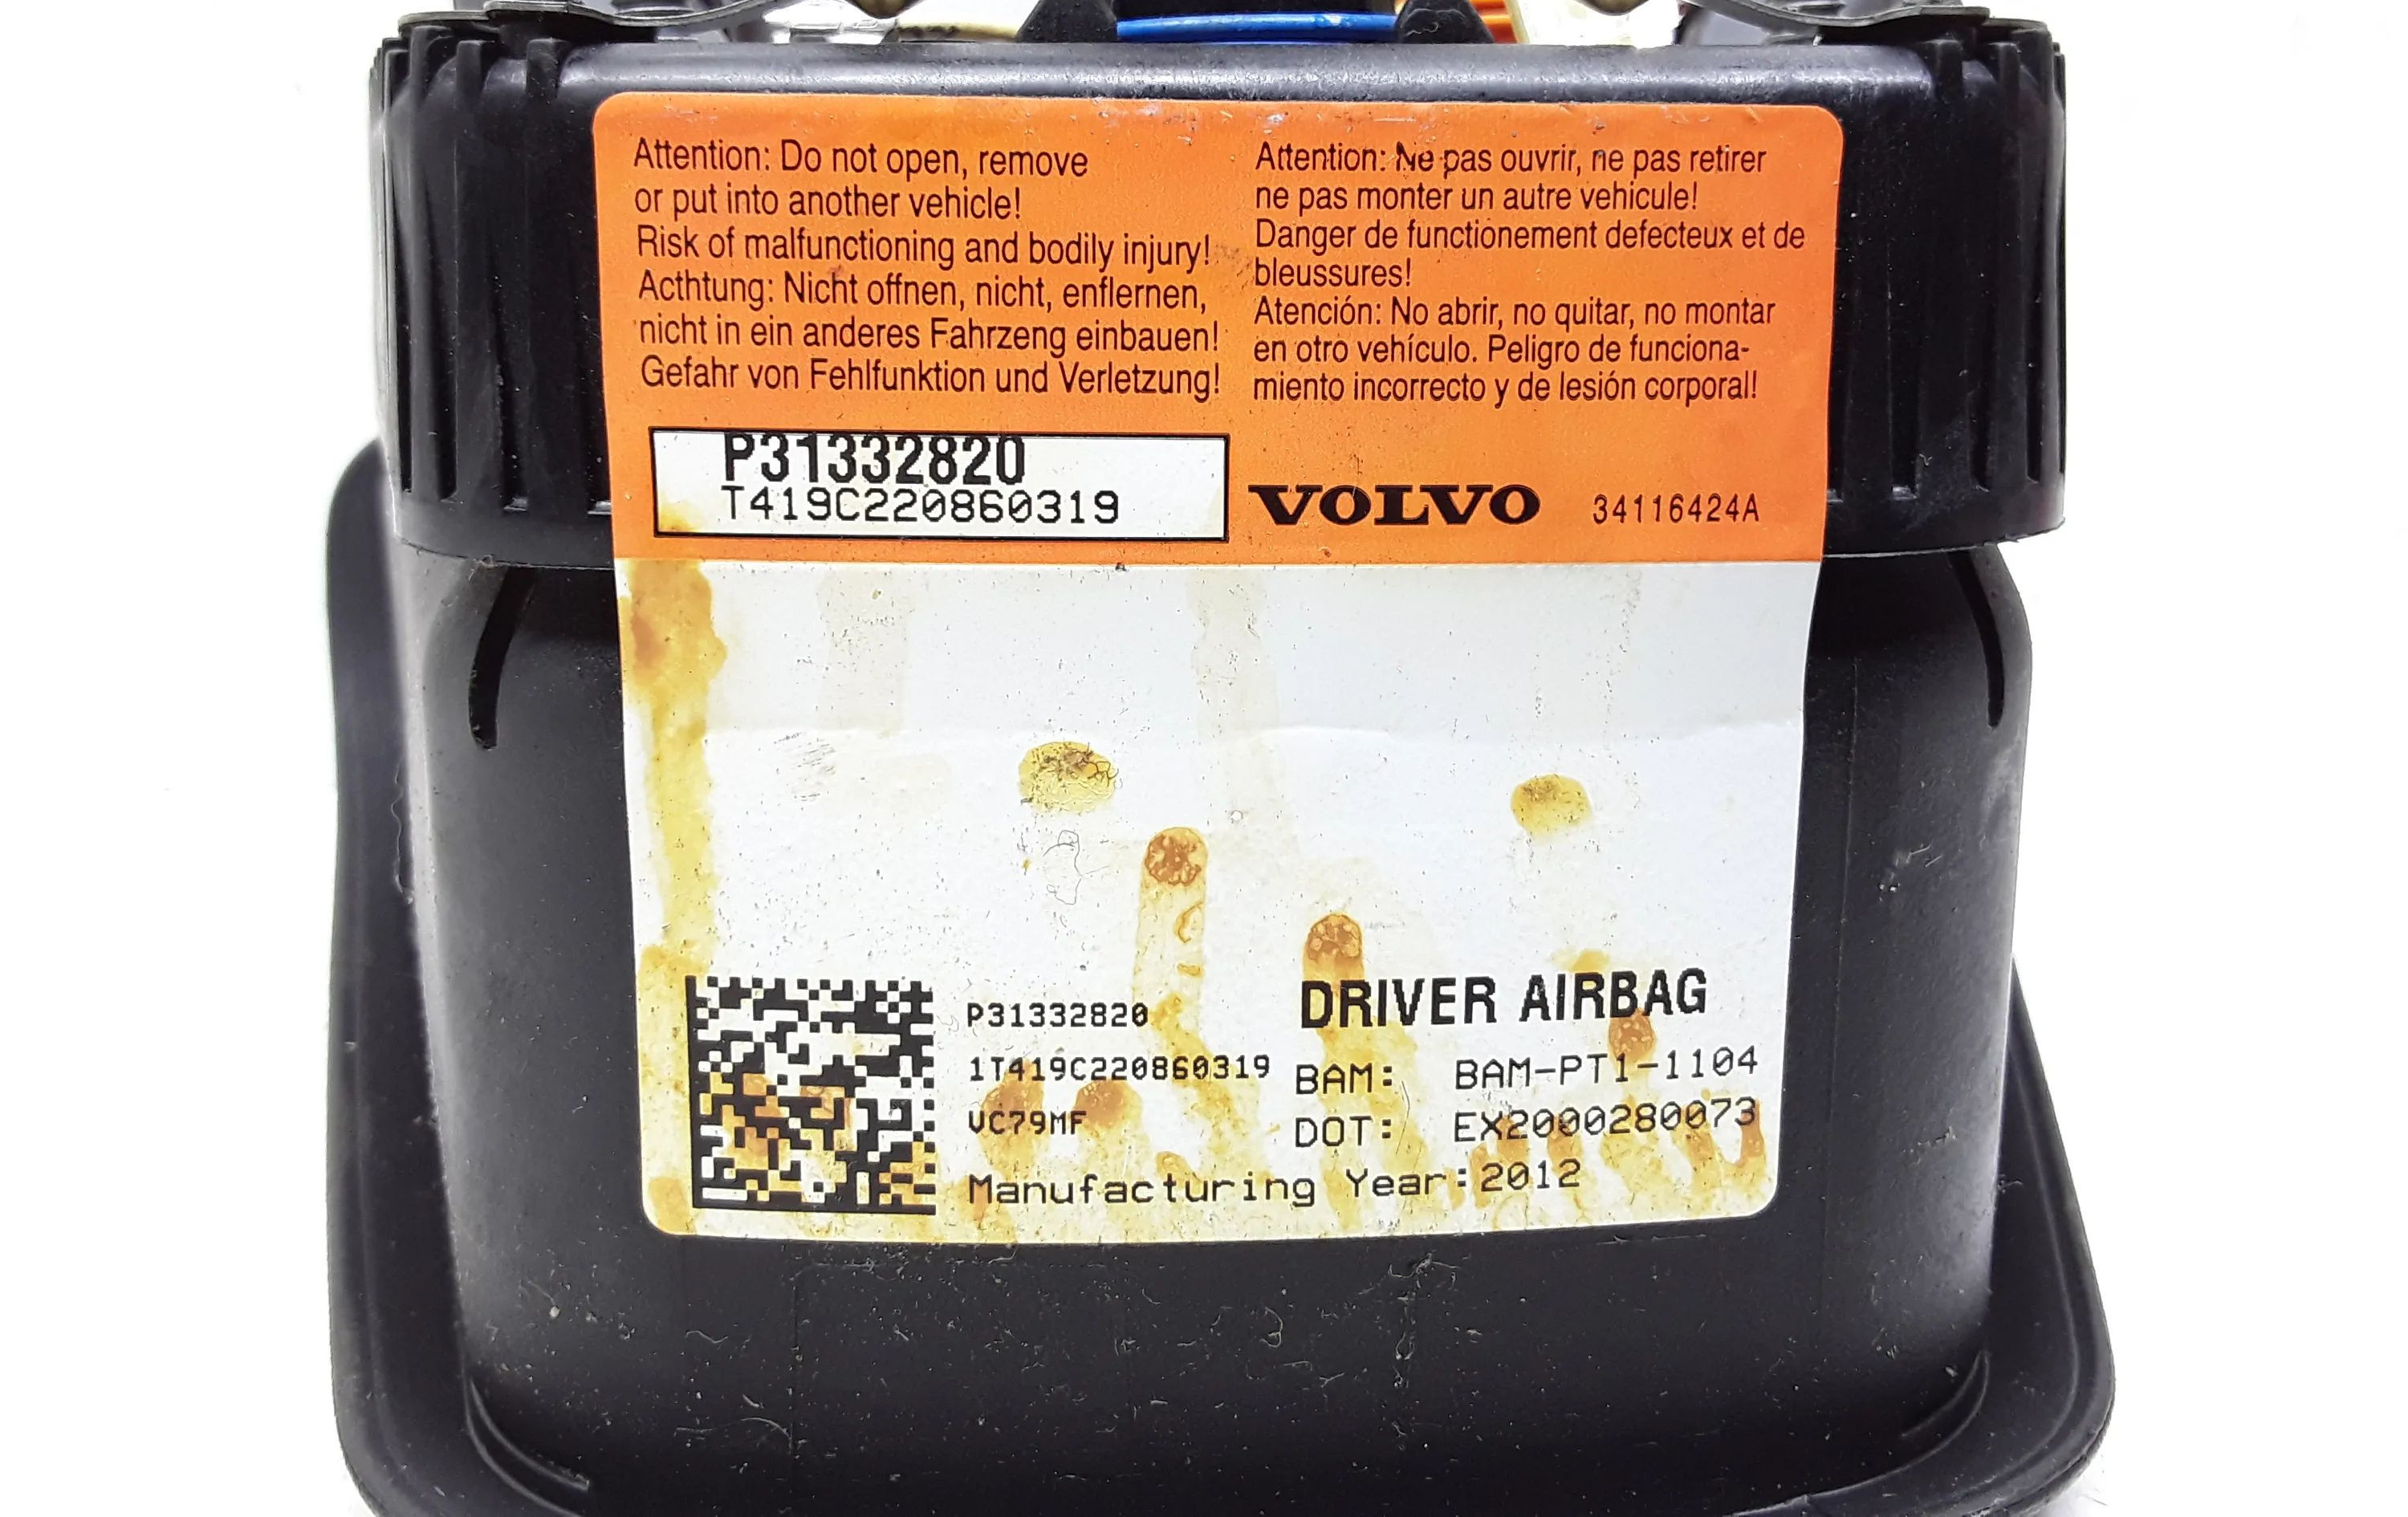 Attention: Do not open, remove
or put into another vehicle!
Risk of malfunctioning and bodily injury!
Acthtung: Nicht offnen, nicht, enflernen,
nicht in ein anderes Fahrzeng einbauen!
Gefahr von Fehlfunktion und Verletzung!
Attention: Ne pas ouvrir, ne pas retirer
ne pas monter un autre vehicule!
Danger de functionement defecteux et de
bleussures!
Atención: No abrir, no quitar, no montar
en otro vehículo. Peligro de funciona-
miento incorrecto y de lesión corporal!
P31332820
T419C220860319
VOLVO 34116424A
P31332820
1T419C220860319
VC79MF
DRIVER AIRBAG
BAM: BAM-PT1-1104
DOT: EX2000280073
Manufacturing Year:2012